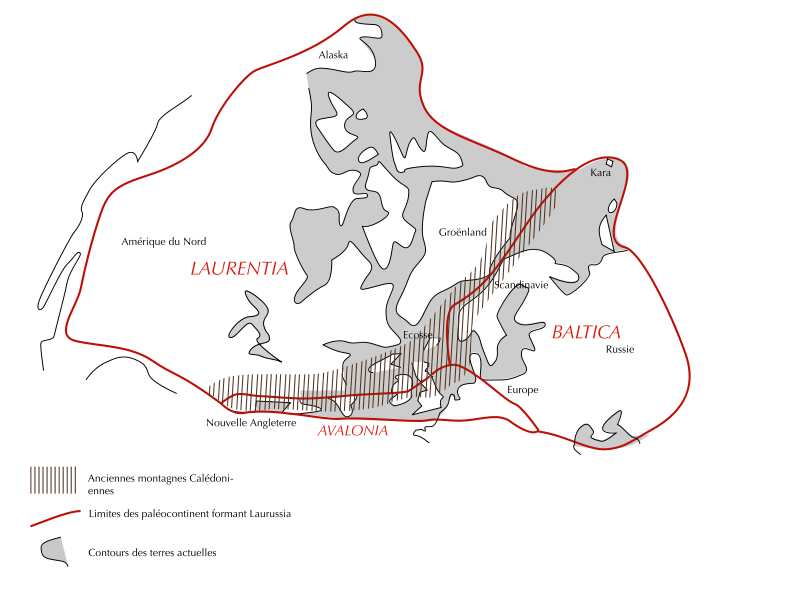 Alaska
Kara
Groënland
Amérique du Nord
LAURENTIA
Scandinavie
BALTICA
Ecosse
Russie
Europe
Nouvelle Angleterre
AVALONIA
Anciennes montagnes Calédoni-
ennes
Limites des paléocontinent formant Laurussia
Contours des terres actuelles